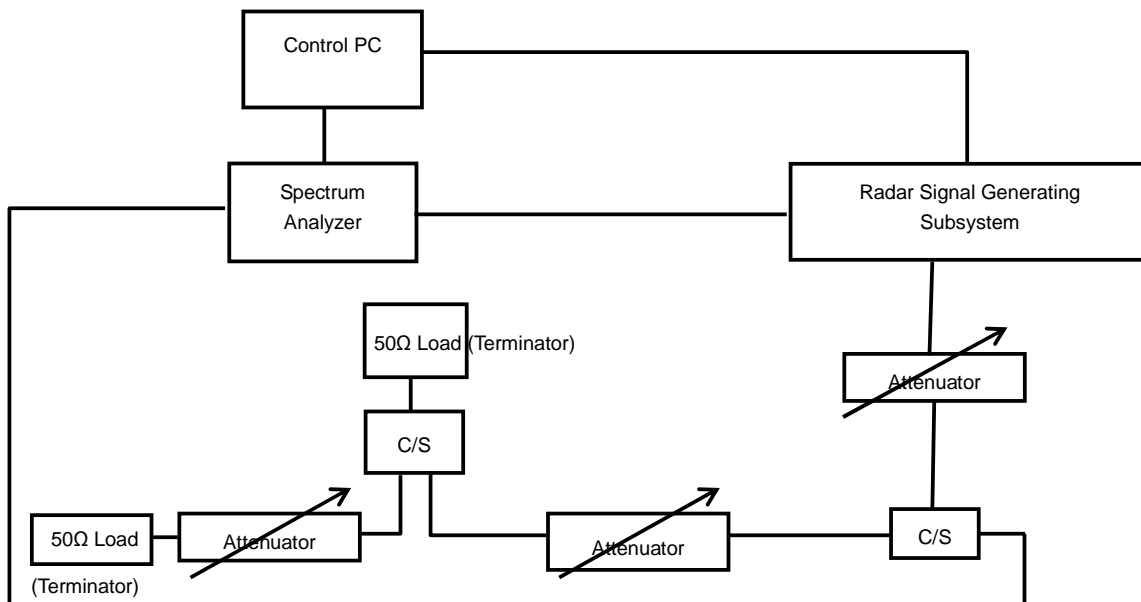 Control PC
Spectrum
Analyzer
Radar Signal Generating
Subsystem
50Ω Load (Terminator)
Attenuator
C/S
50Ω Load
(Terminator)
Attenuator
Attenuator
C/S